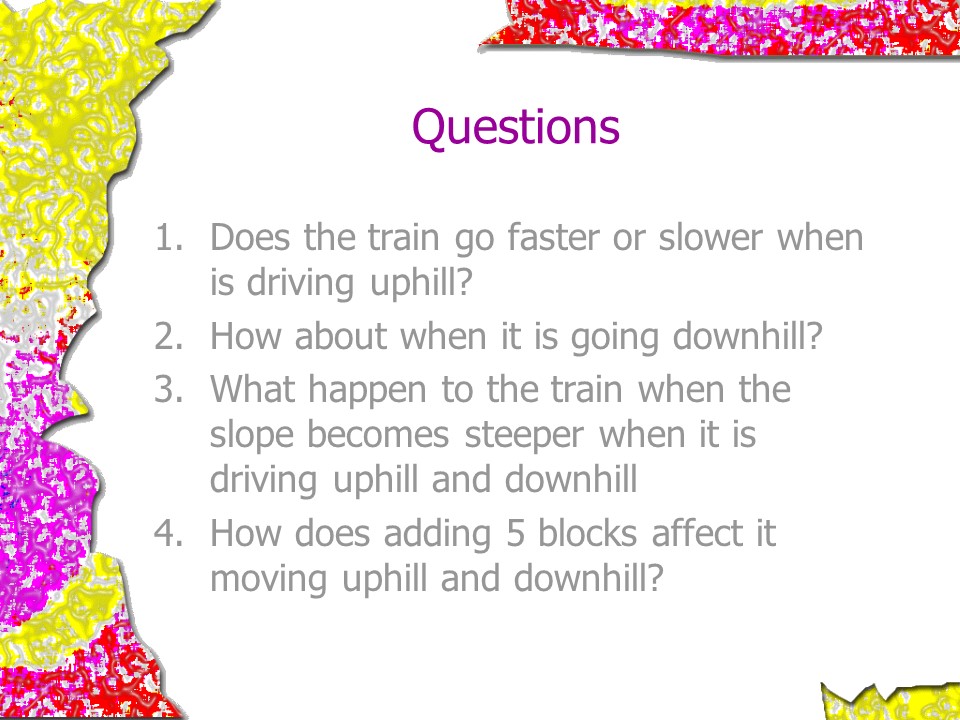 Questions
1. Does the train go faster or slower when
is driving uphill?
2. How about when it is going downhill?
3. What happen to the train when the
slope becomes steeper when it is
driving uphill and downhill
4. How does adding 5 blocks affect it
moving uphill and downhill?